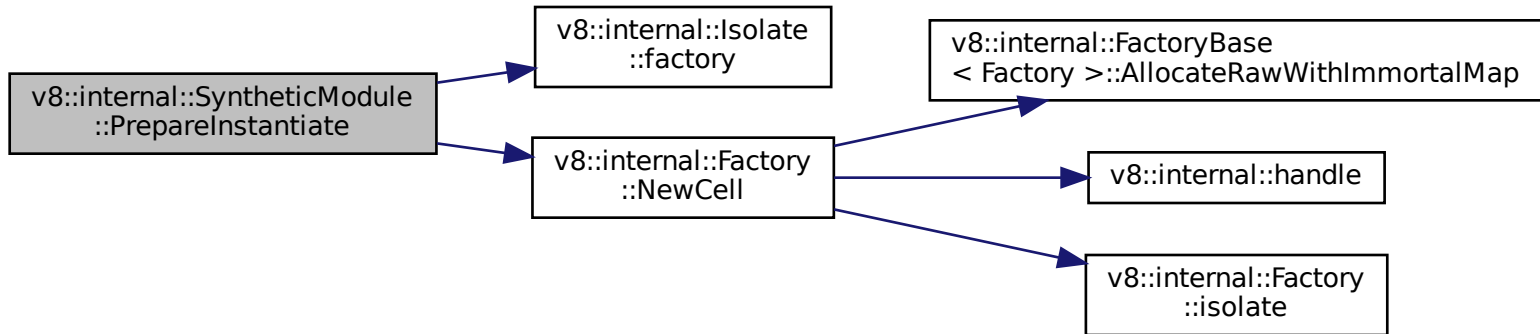 v8::internal::SyntheticModule
::PrepareInstantiate
v8::internal::Isolate
::factory
v8::internal::Factory
::NewCell
v8::internal::FactoryBase
< Factory >::AllocateRawWithImmortalMap
v8::internal::handle
v8::internal::Factory
::isolate